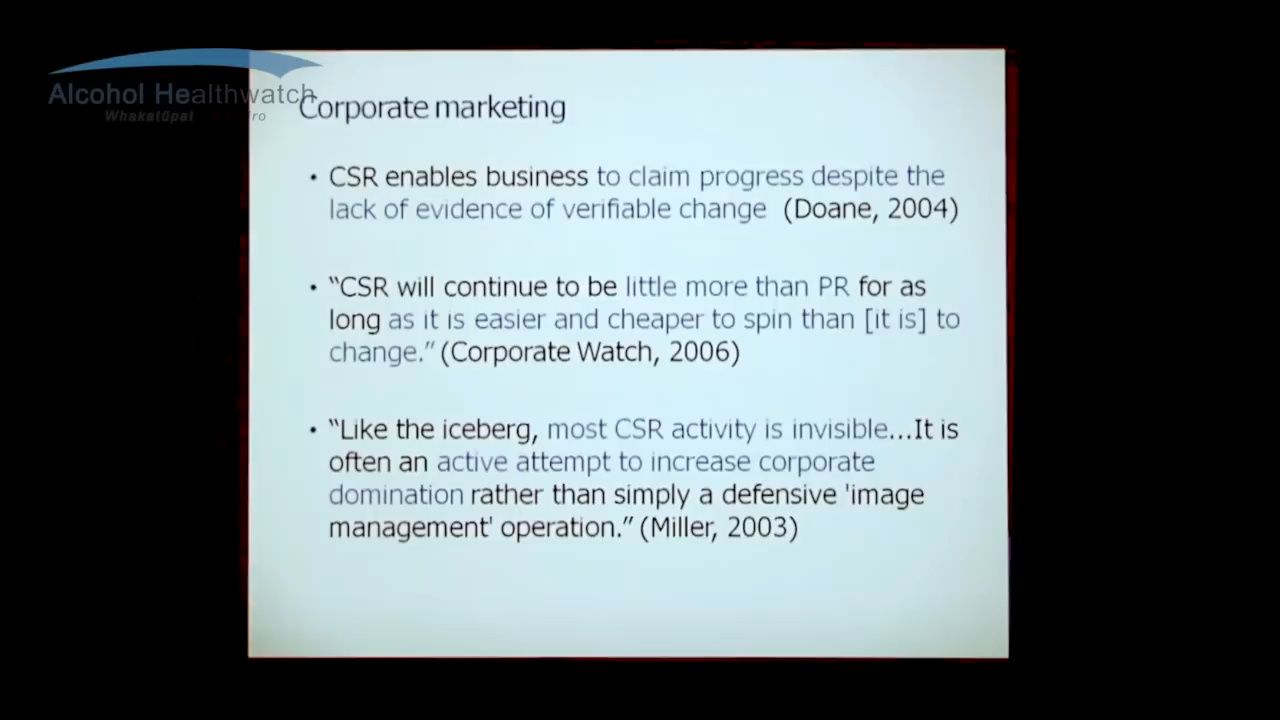 Alcohol Healthwatch
Whakatūpato
Corporate marketing
• CSR enables business to claim progress despite the
lack of evidence of verifiable change (Doane, 2004)
• “CSR will continue to be little more than PR for as
long as it is easier and cheaper to spin than [it is] to
change.” (Corporate Watch, 2006)
• “Like the iceberg, most CSR activity is invisible...It is
often an active attempt to increase corporate
domination rather than simply a defensive 'image
management' operation.” (Miller, 2003)